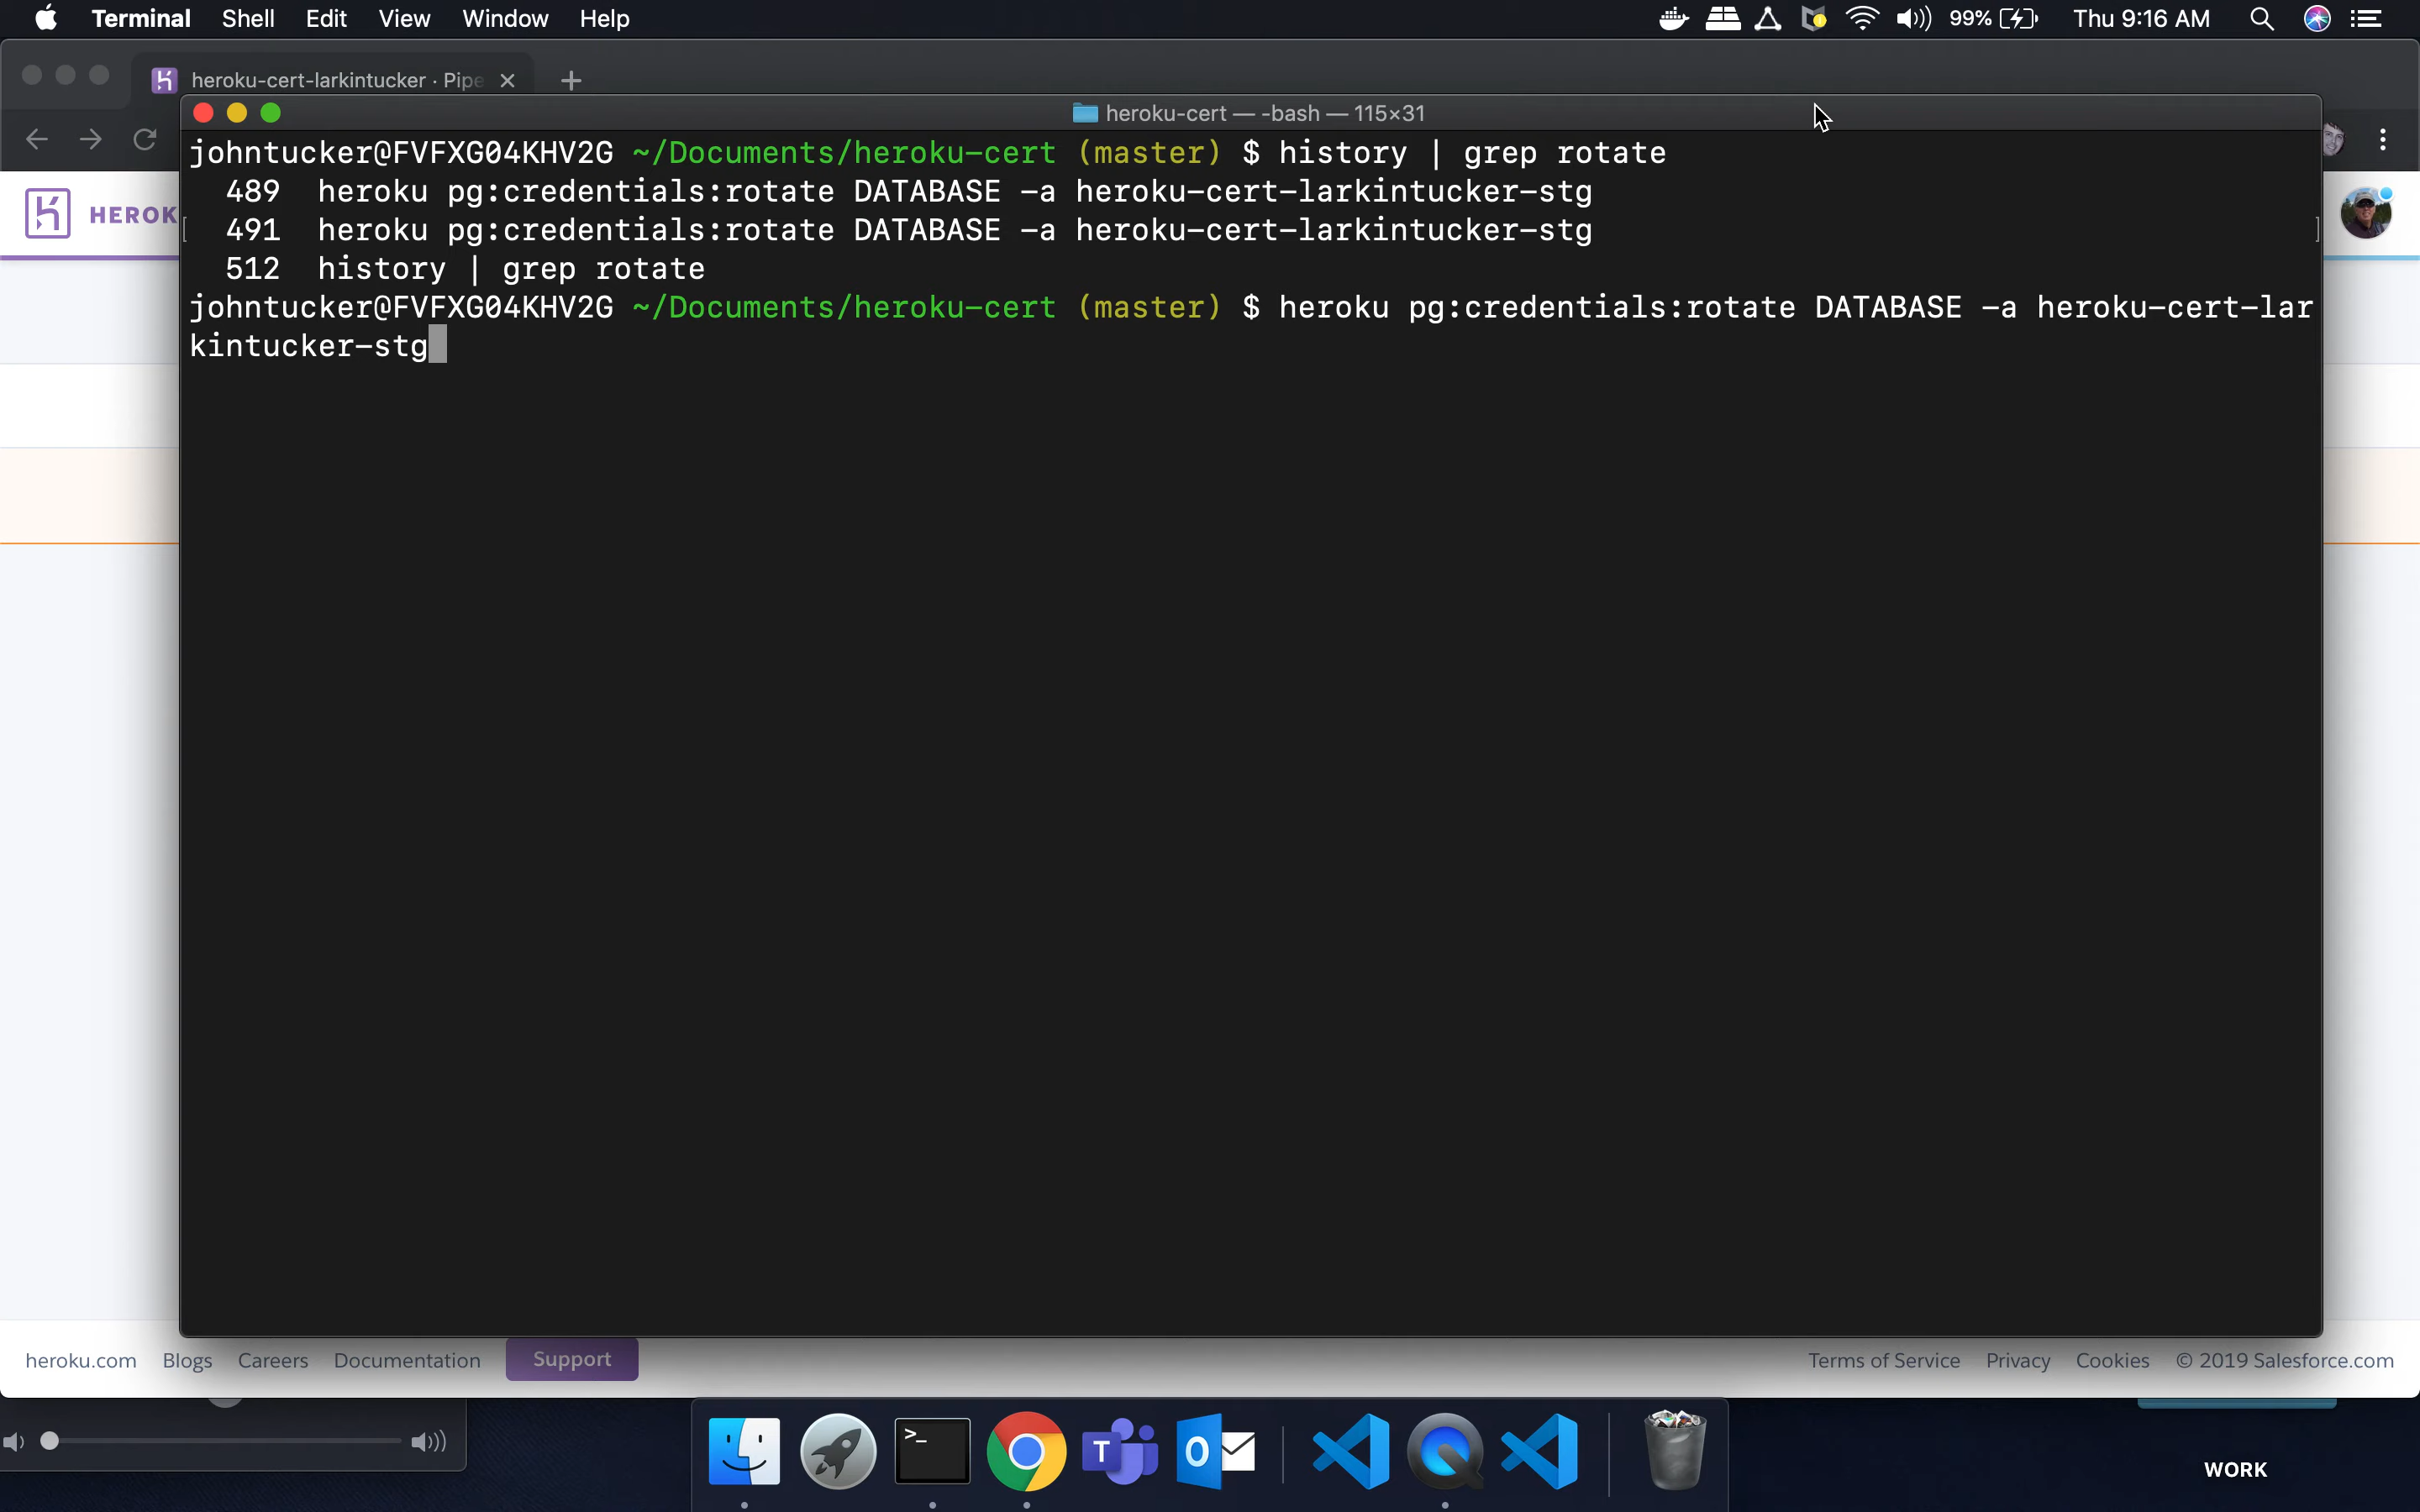 Terminal Shell Edit View Window Help 99% Thu 9:16 AM
heroku-cert-larkintucker · Pipe
heroku-cert — -bash — 115×31
HEROK
johntucker@FVFXG04KHV2G ~/Documents/heroku-cert (master) $ history | grep rotate
489 heroku pg:credentials:rotate DATABASE -a heroku-cert-larkintucker-stg
491 heroku pg:credentials:rotate DATABASE -a heroku-cert-larkintucker-stg
512 history | grep rotate
johntucker@FVFXG04KHV2G ~/Documents/heroku-cert (master) $ heroku pg:credentials:rotate DATABASE -a heroku-cert-lar
kintucker-stg
heroku.com Blogs Careers Documentation Support Terms of Service Privacy Cookies © 2019 Salesforce.com
>_ T O
WORK